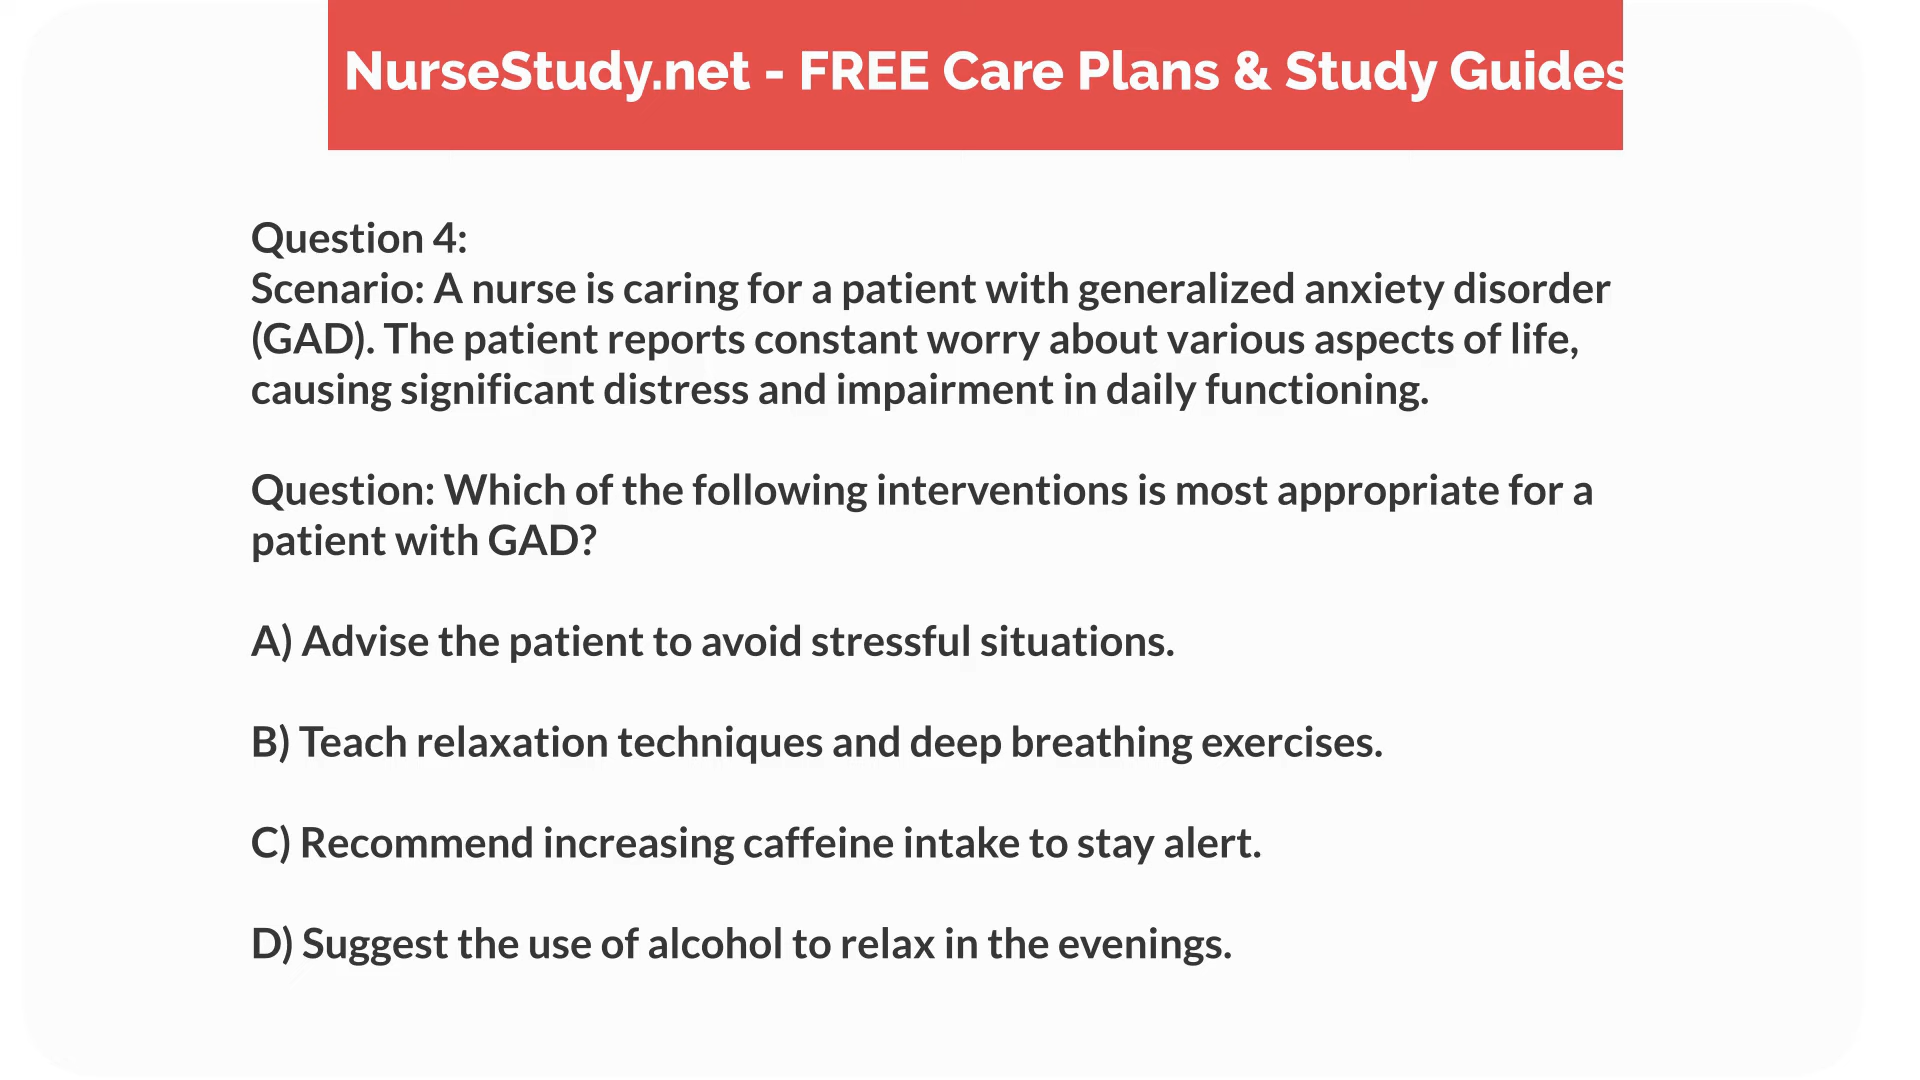 NurseStudy.net - FREE Care Plans & Study Guides
Question 4:
Scenario: A nurse is caring for a patient with generalized anxiety disorder
(GAD). The patient reports constant worry about various aspects of life,
causing significant distress and impairment in daily functioning.
Question: Which of the following interventions is most appropriate for a
patient with GAD?
A) Advise the patient to avoid stressful situations.
B) Teach relaxation techniques and deep breathing exercises.
C) Recommend increasing caffeine intake to stay alert.
D) Suggest the use of alcohol to relax in the evenings.